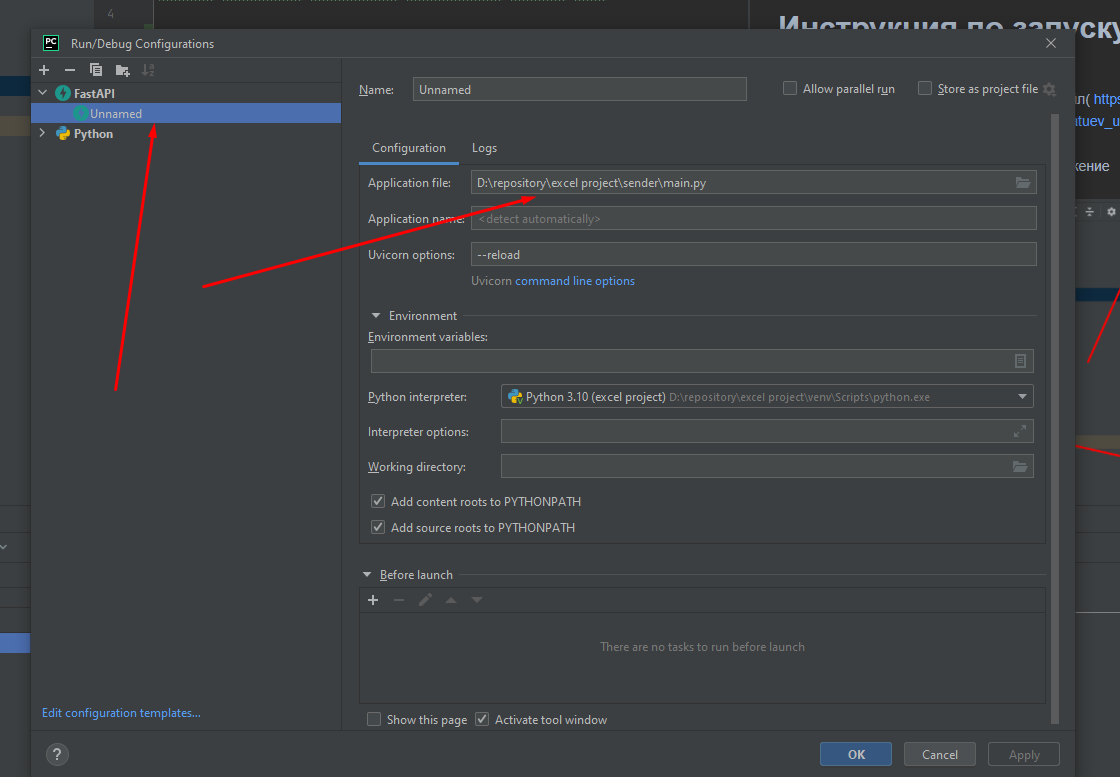 4
Инструкция по запуску
PC Run/Debug Configurations
FastAPI
Unnamed
Python
Name: Unnamed
Allow parallel run
Store as project file
Configuration Logs
Application file: D:\repository\excel project\sender\main.py
Application name: <detect automatically>
Uvicorn options: --reload
Uvicorn command line options
Environment
Environment variables:
Python interpreter: Python 3.10 (excel project) D:\repository\excel project\venv\Scripts\python.exe
Interpreter options:
Working directory:
Add content roots to PYTHONPATH
Add source roots to PYTHONPATH
Before launch
There are no tasks to run before launch
Show this page Activate tool window
Edit configuration templates...
? OK Cancel Apply